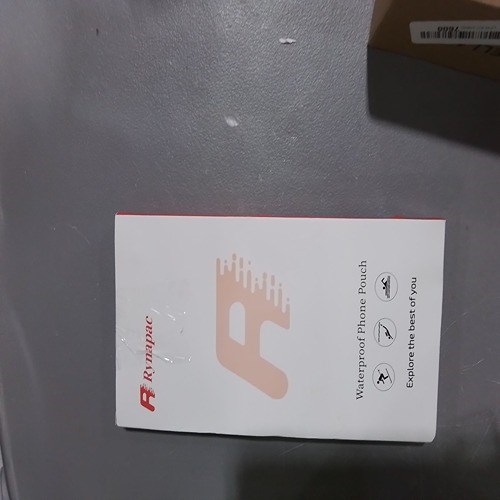 Rynapac
Waterproof Phone Pouch
Explore the best of you